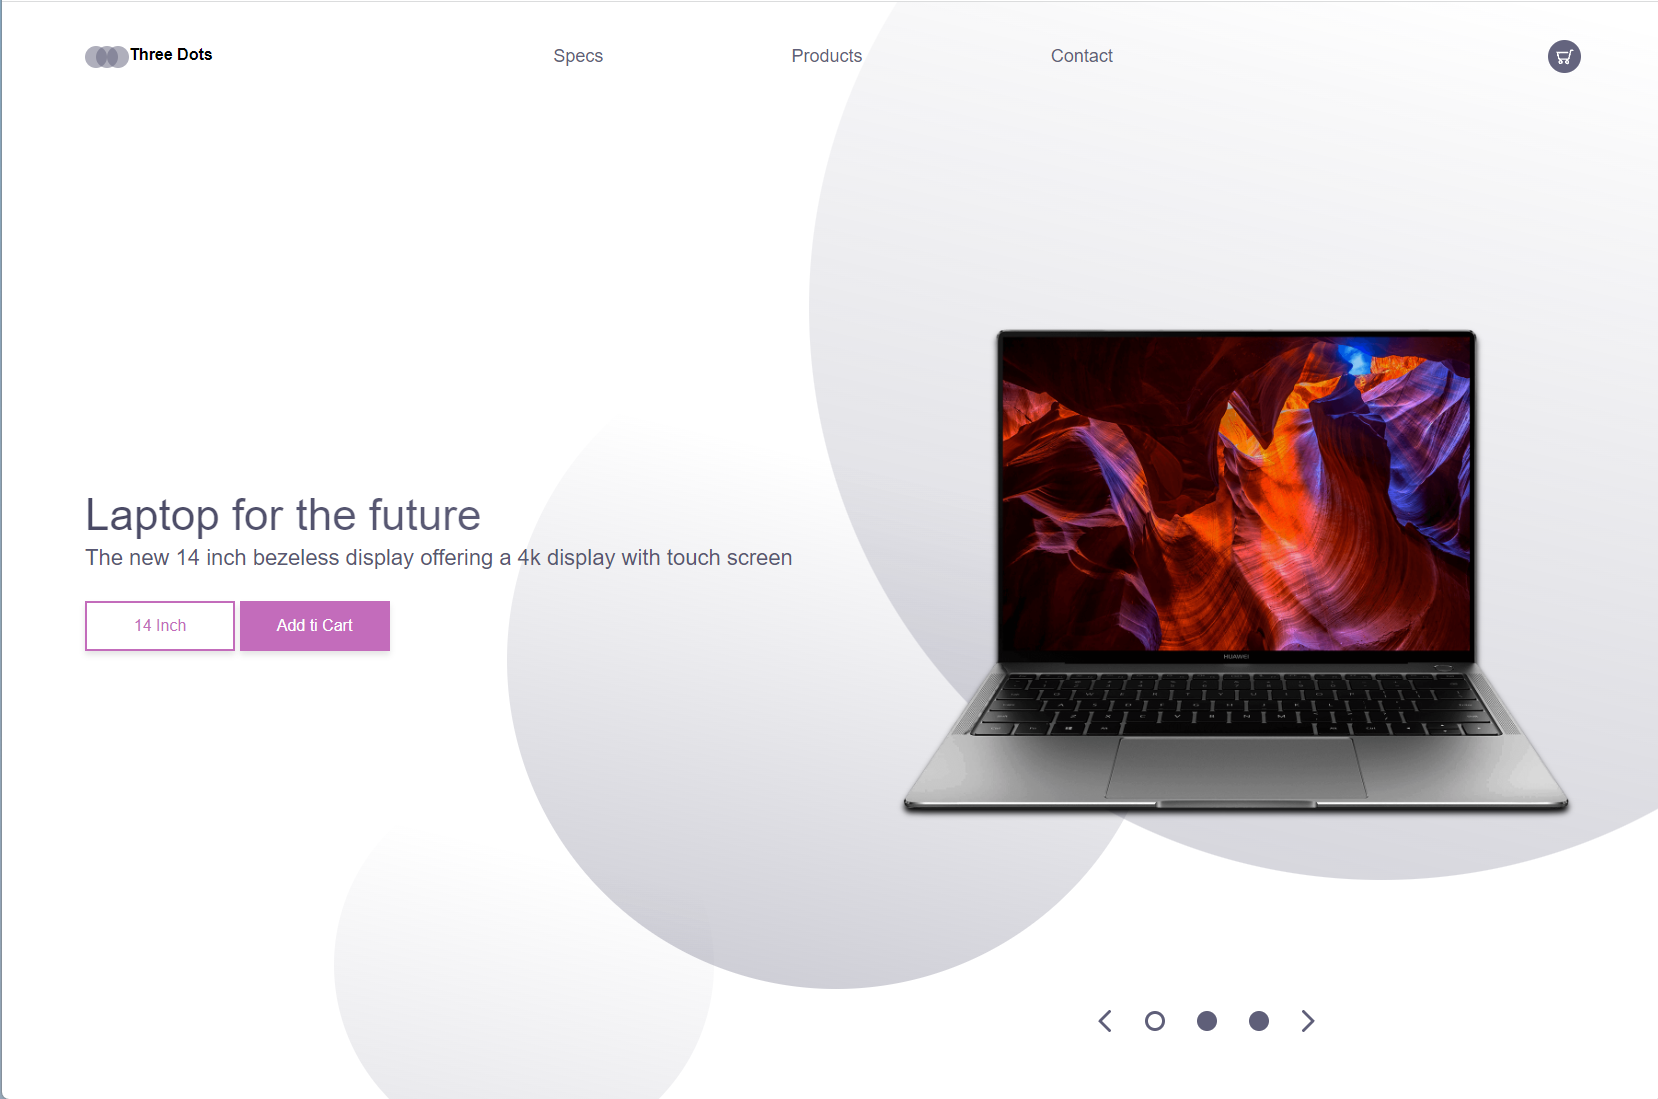 Three Dots
Specs
Products
Contact
Laptop for the future
The new 14 inch bezeless display offering a 4k display with touch screen
14 Inch
Add ti Cart
HUAWEI